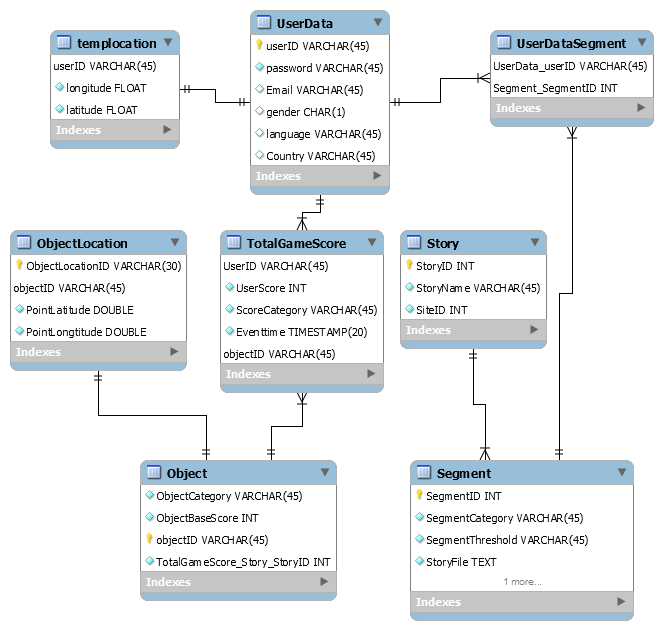 templocation
userID VARCHAR(45)
longitude FLOAT
latitude FLOAT
Indexes
UserData
userID VARCHAR(45)
password VARCHAR(45)
Email VARCHAR(45)
gender CHAR(1)
language VARCHAR(45)
Country VARCHAR(45)
Indexes
UserDataSegment
UserData_userID VARCHAR(45)
Segment_SegmentID INT
Indexes
ObjectLocation
ObjectLocationID VARCHAR(30)
objectID VARCHAR(45)
PointLatitude DOUBLE
PointLongtitude DOUBLE
Indexes
TotalGameScore
UserID VARCHAR(45)
UserScore INT
ScoreCategory VARCHAR(45)
Eventtime TIMESTAMP(20)
objectID VARCHAR(45)
Indexes
Story
StoryID INT
StoryName VARCHAR(45)
SiteID INT
Indexes
Object
ObjectCategory VARCHAR(45)
ObjectBaseScore INT
objectID VARCHAR(45)
TotalGameScore_Story_StoryID INT
Indexes
Segment
SegmentID INT
SegmentCategory VARCHAR(45)
SegmentThreshold VARCHAR(45)
StoryFile TEXT
1 more...
Indexes